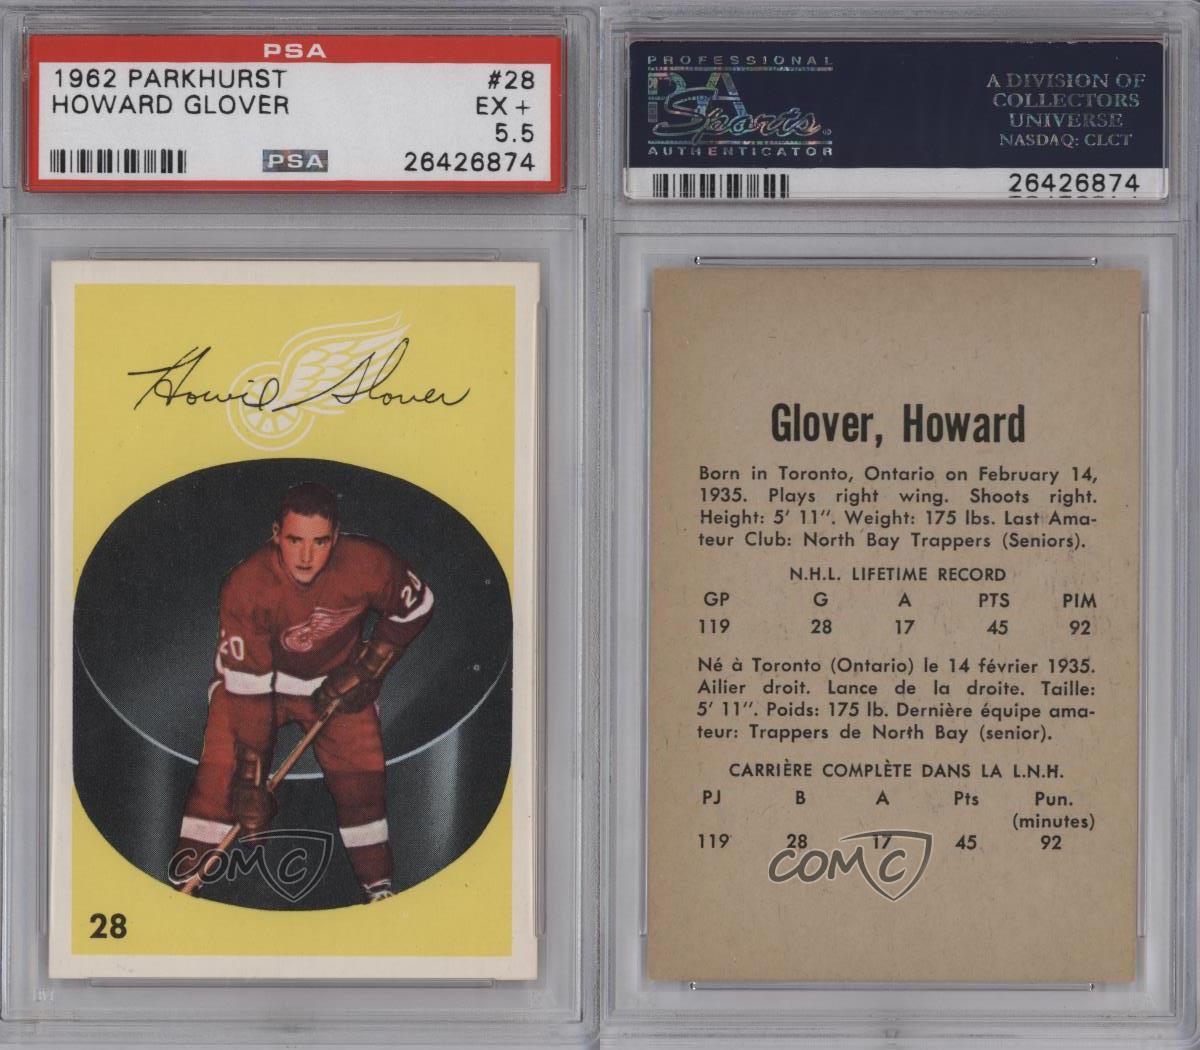 PSA
1962 PARKHURST #28
HOWARD GLOVER EX +
5.5
PSA 26426874
Howie Glover
20
20
COMC
28
PROFESSIONAL
PSA
Sports
AUTHENTICATOR
A DIVISION OF
COLLECTORS
UNIVERSE
NASDAQ: CLCT
26426874
Glover, Howard
Born in Toronto, Ontario on February 14,
1935. Plays right wing. Shoots right.
Height: 5' 11". Weight: 175 lbs. Last Ama-
teur Club: North Bay Trappers (Seniors).
N.H.L. LIFETIME RECORD
GP G A PTS PIM
119 28 17 45 92
Né à Toronto (Ontario) le 14 février 1935.
Ailier droit. Lance de la droite. Taille:
5' 11". Poids: 175 lb. Dernière équipe ama-
teur: Trappers de North Bay (senior).
CARRIÈRE COMPLÈTE DANS LA L.N.H.
PJ B A Pts Pun.
(minutes)
119 28 17 45 92
COMC